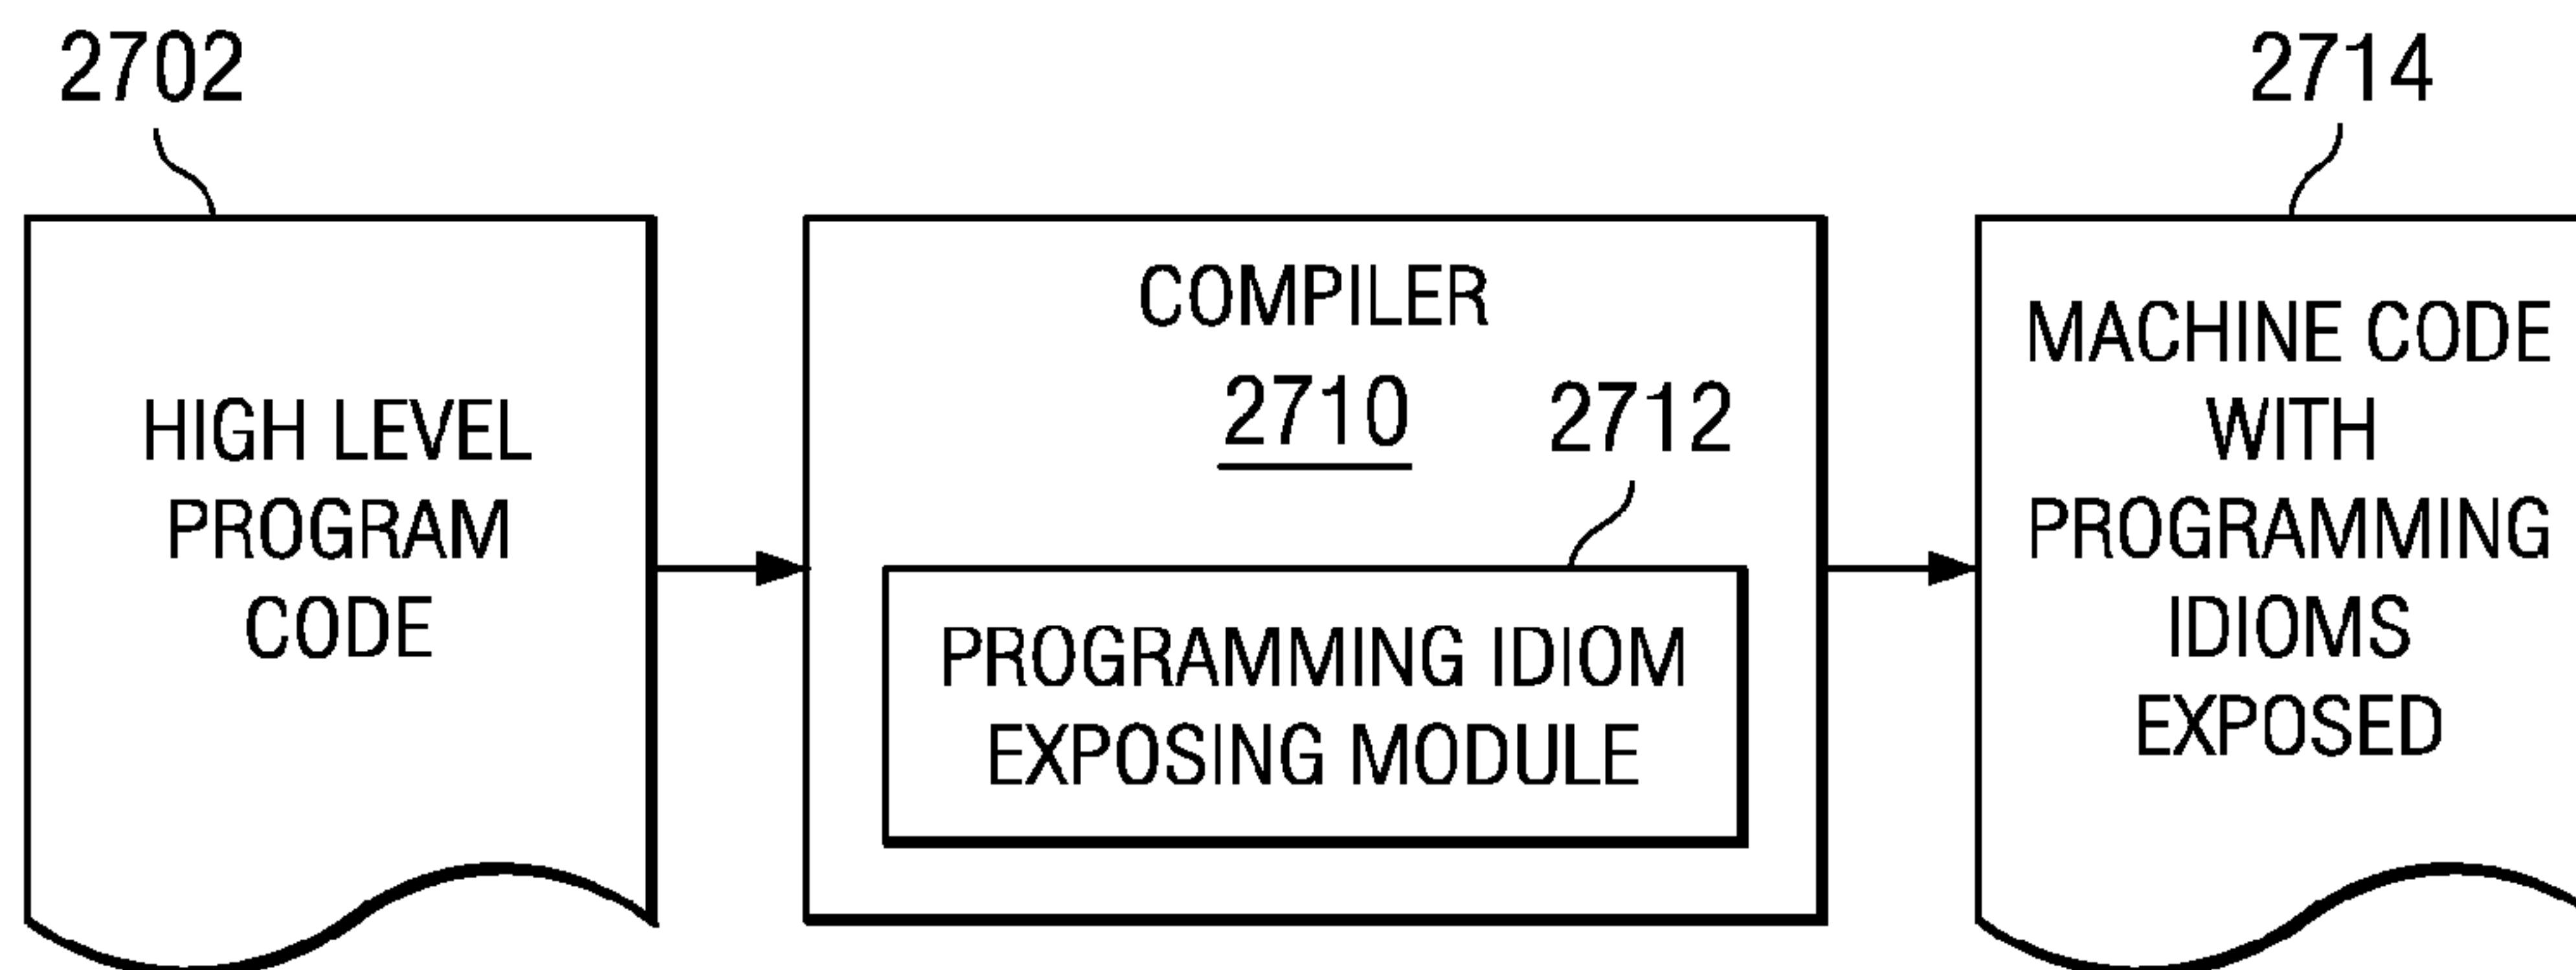 2702
2714
HIGH LEVEL
PROGRAM
CODE
COMPILER
2710
2712
PROGRAMMING IDIOM
EXPOSING MODULE
MACHINE CODE
WITH
PROGRAMMING
IDIOMS
EXPOSED